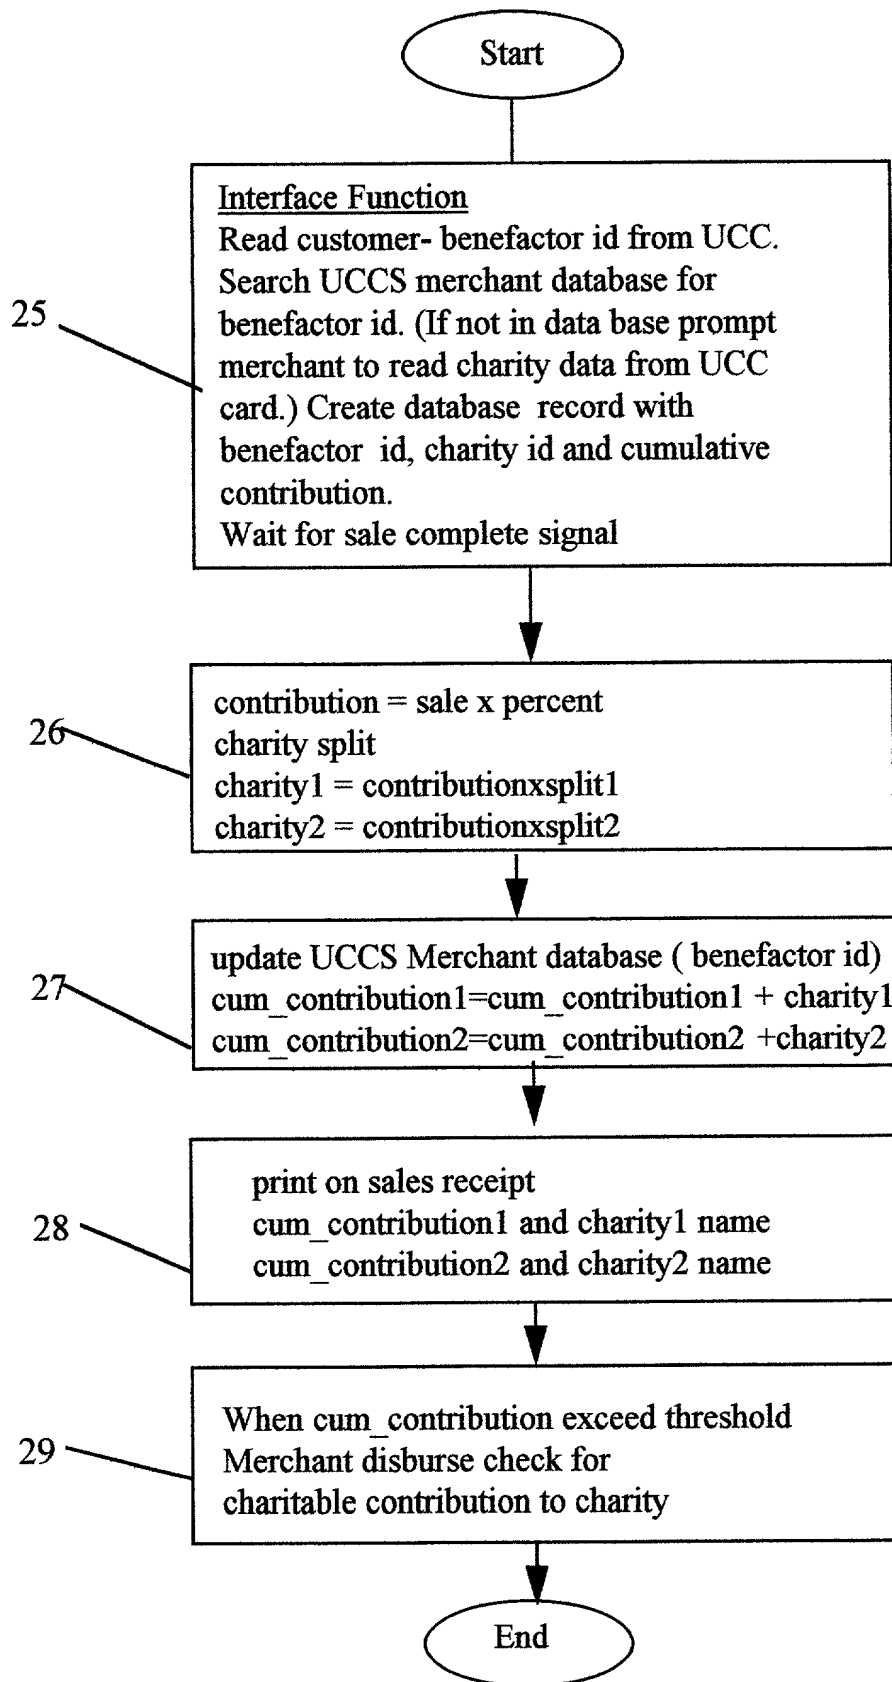 Start
Interface Function
Read customer- benefactor id from UCC.
Search UCCS merchant database for
benefactor id. (If not in data base prompt
merchant to read charity data from UCC
card.) Create database record with
benefactor id, charity id and cumulative
contribution.
Wait for sale complete signal
25
contribution = sale x percent
charity split
charity1 = contributionxsplit1
charity2 = contributionxsplit2
26
update UCCS Merchant database ( benefactor id)
cum_contribution1=cum_contribution1 + charity1
cum_contribution2=cum_contribution2 +charity2
27
print on sales receipt
cum_contribution1 and charity1 name
cum_contribution2 and charity2 name
28
When cum_contribution exceed threshold
Merchant disburse check for
charitable contribution to charity
29
End